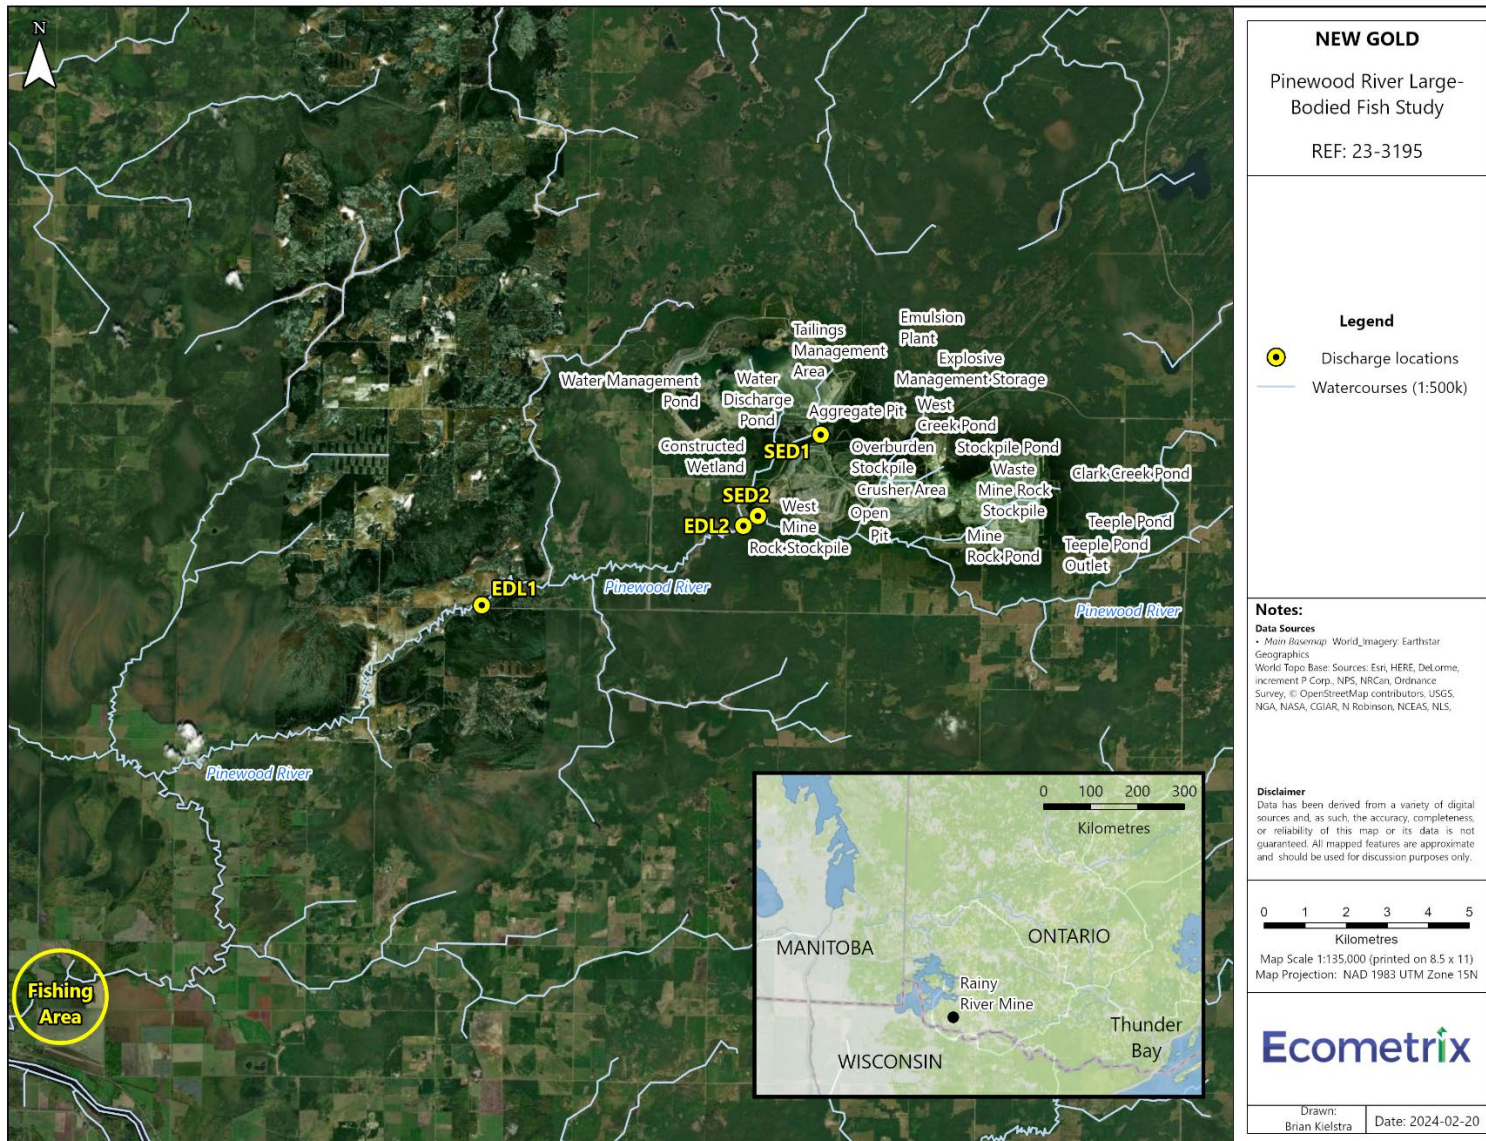 N
Tailings
Management
Area
Emulsion
Plant
Explosive
Management Storage
Water Management
Pond
Water
Discharge
Pond
Aggregate Pit
West
Creek Pond
SED1
Constructed
Wetland
Overburden
Stockpile
Crusher Area
Stockpile Pond
Waste
Mine Rock
Stockpile
Clark Creek Pond
SED2
EDL2
West
Mine
Rock Stockpile
Open
Pit
Mine
Rock Pond
Teeple Pond
Teeple Pond
Outlet
EDL1
Pinewood River
Pinewood River
Pinewood River
Fishing
Area
0 100 200 300
Kilometres
MANITOBA
ONTARIO
Rainy
River Mine
Thunder
Bay
WISCONSIN
NEW GOLD
Pinewood River Large-
Bodied Fish Study
REF: 23-3195
Legend
Discharge locations
Watercourses (1:500k)
Notes:
Data Sources
• Main Basemap World_Imagery: Earthstar
Geographics
World Topo Base: Sources: Esri, HERE, DeLorme,
increment P Corp., NPS, NRCan, Ordnance
Survey, © OpenStreetMap contributors, USGS,
NGA, NASA, CGIAR, N Robinson, NCEAS, NLS,
Disclaimer
Data has been derived from a variety of digital
sources and, as such, the accuracy, completeness,
or reliability of this map or its data is not
guaranteed. All mapped features are approximate
and should be used for discussion purposes only.
0 1 2 3 4 5
Kilometres
Map Scale 1:135,000 (printed on 8.5 x 11)
Map Projection: NAD 1983 UTM Zone 15N
Ecometrix
Drawn:
Brian Kielstra
Date: 2024-02-20